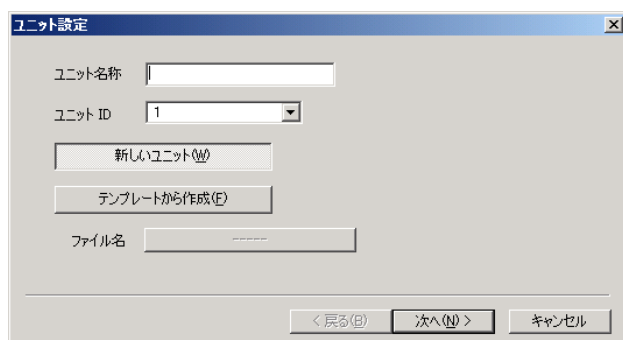 ユニット設定
ユニット名称
ユニット ID 1
新しいユニット(W)
テンプレートから作成(F)
ファイル名 -----
< 戻る(B) 次へ(N) > キャンセル